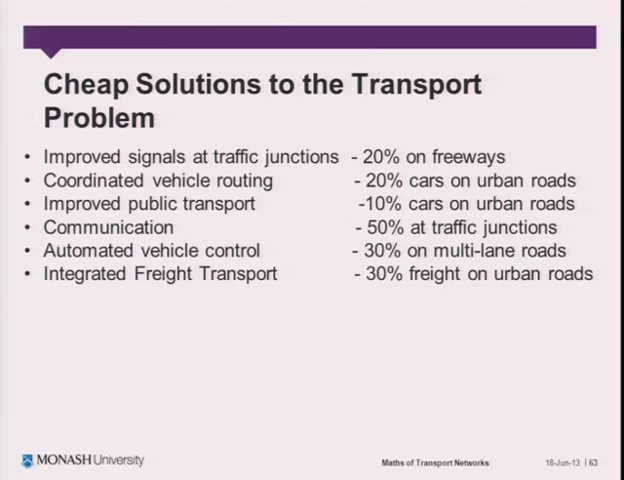 Cheap Solutions to the Transport
Problem
• Improved signals at traffic junctions - 20% on freeways
• Coordinated vehicle routing - 20% cars on urban roads
• Improved public transport -10% cars on urban roads
• Communication - 50% at traffic junctions
• Automated vehicle control - 30% on multi-lane roads
• Integrated Freight Transport - 30% freight on urban roads
MONASH University Maths of Transport Networks 18-Jun-13 | 63